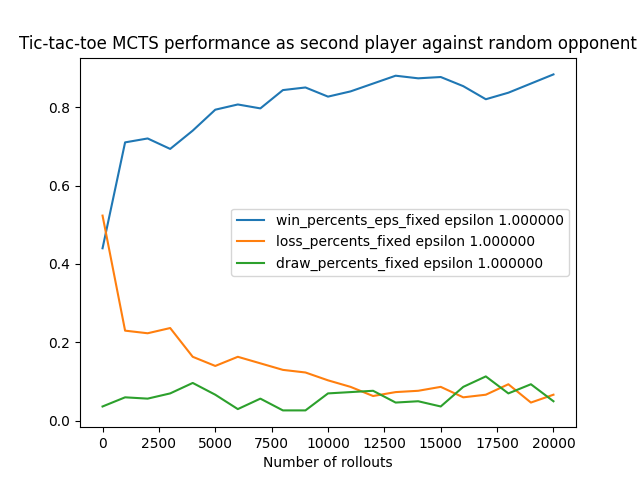 Tic-tac-toe MCTS performance as second player against random opponent
0.8
0.6
0.4
0.2
0.0
win_percents_eps_fixed epsilon 1.000000
loss_percents_fixed epsilon 1.000000
draw_percents_fixed epsilon 1.000000
0 2500 5000 7500 10000 12500 15000 17500 20000
Number of rollouts